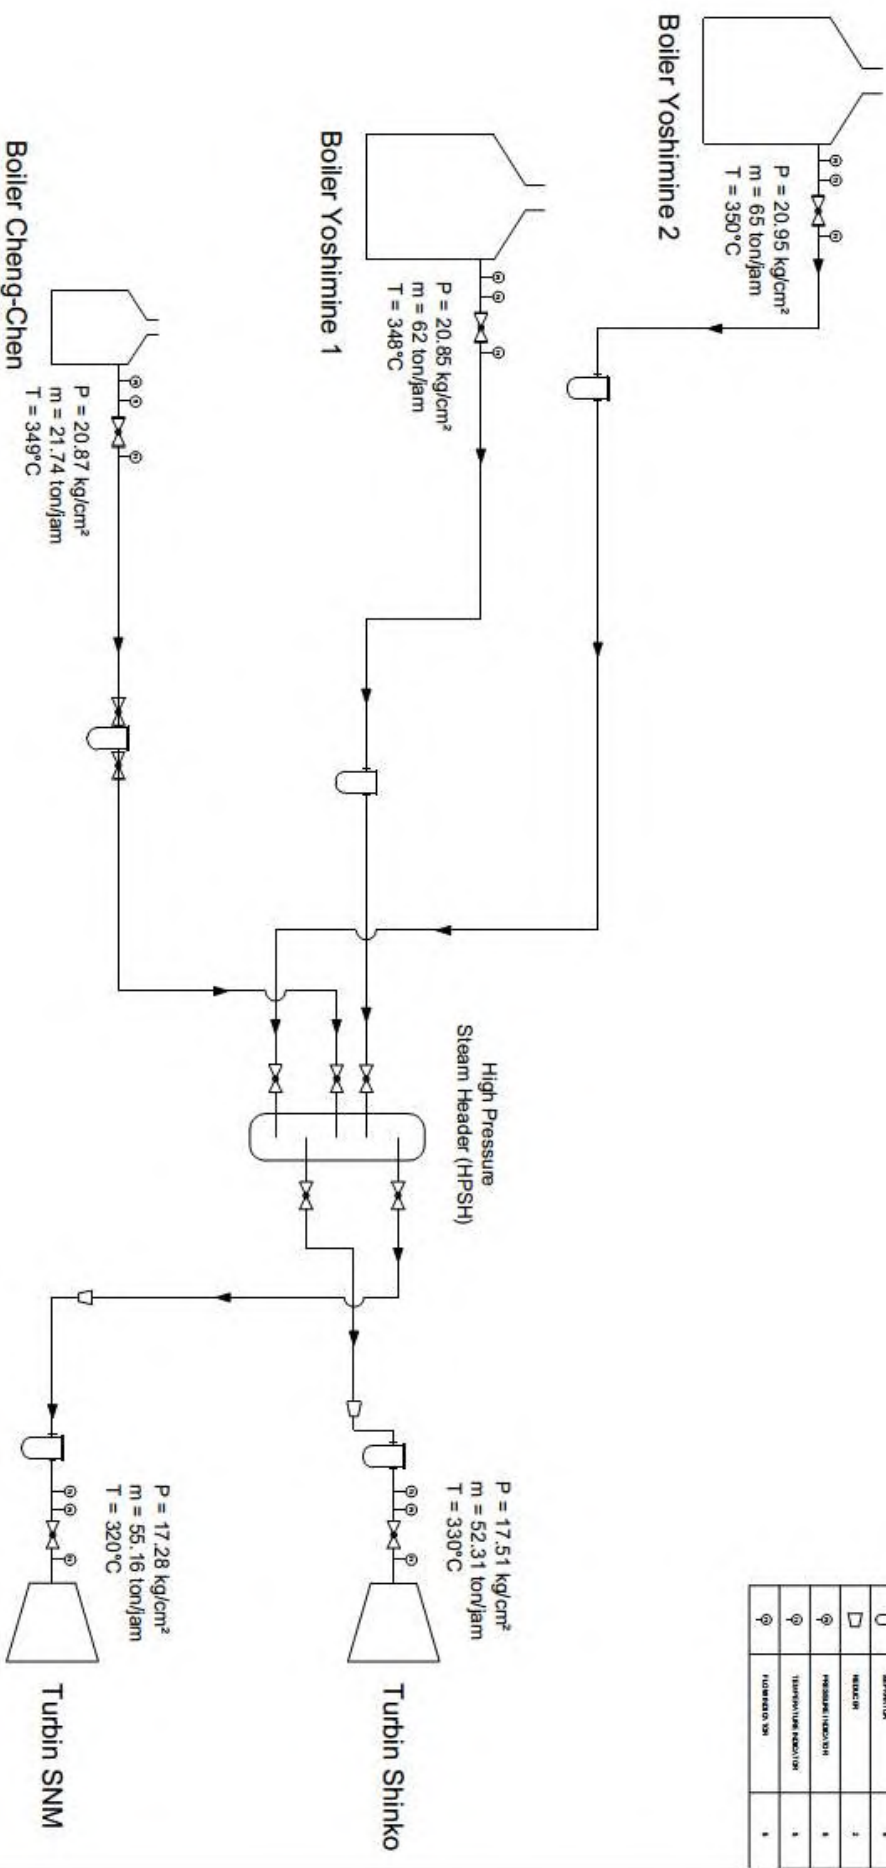 Boiler Yoshimine 2
P = 20.95 kg/cm²
m = 65 ton/jam
T = 350°C
Boiler Yoshimine 1
P = 20.85 kg/cm²
m = 62 ton/jam
T = 348°C
Boiler Cheng-Chen
P = 20.87 kg/cm²
m = 21.74 ton/jam
T = 349°C
High Pressure
Steam Header (HPSH)
P = 17.51 kg/cm²
m = 52.31 ton/jam
T = 330°C
Turbin Shinko
P = 17.28 kg/cm²
m = 55.16 ton/jam
T = 320°C
Turbin SNM
REDUCER
PRESSURE INDICATOR
TEMPERATURE INDICATOR
FLOW INDICATOR